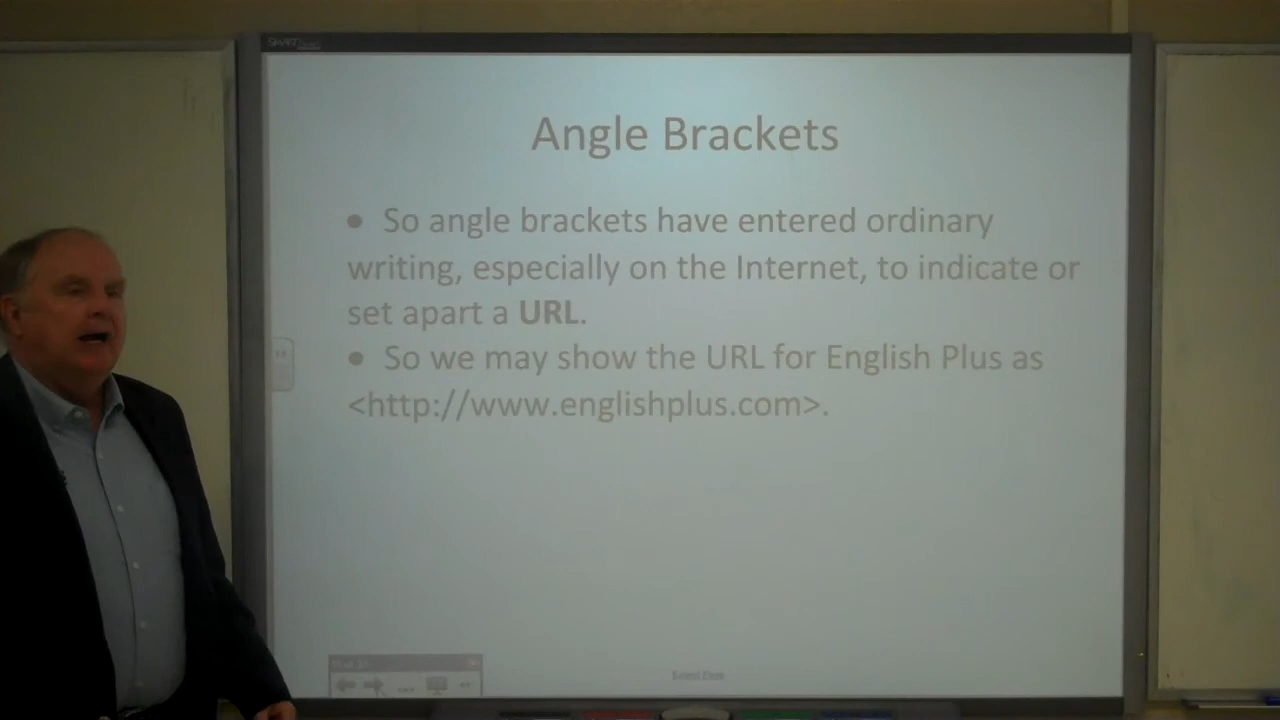 SMART
Angle Brackets
• So angle brackets have entered ordinary
writing, especially on the Internet, to indicate or
set apart a URL.
• So we may show the URL for English Plus as
<http://www.englishplus.com>.